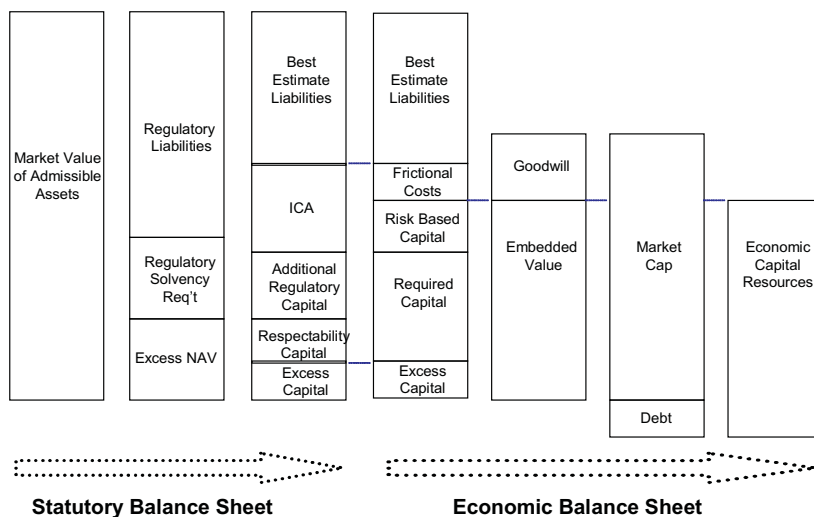 Market Value
of Admissible
Assets
Regulatory
Liabilities
Regulatory
Solvency
Req't
Excess NAV
Best
Estimate
Liabilities
ICA
Additional
Regulatory
Capital
Respectability
Capital
Excess
Capital
Best
Estimate
Liabilities
Frictional
Costs
Risk Based
Capital
Required
Capital
Excess
Capital
Goodwill
Embedded
Value
Market
Cap
Debt
Economic
Capital
Resources
Statutory Balance Sheet
Economic Balance Sheet